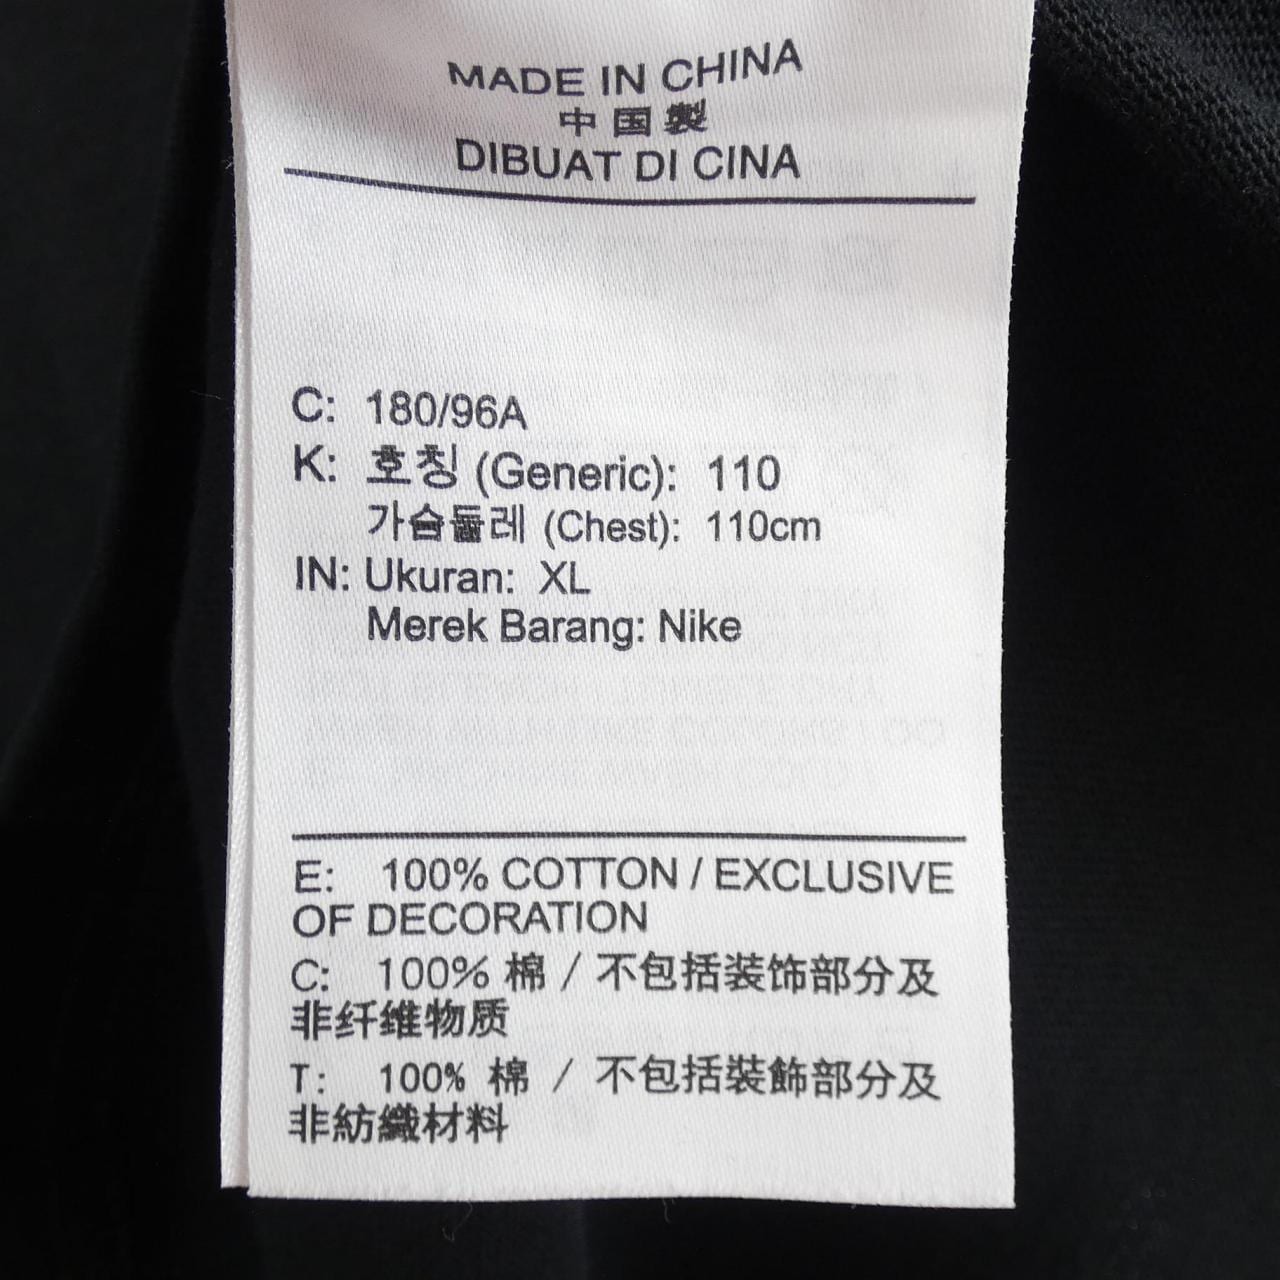 MADE IN CHINA
中国製
DIBUAT DI CINA
C: 180/96A
K: 호칭 (Generic): 110
가슴둘레 (Chest): 110cm
IN: Ukuran: XL
Merek Barang: Nike
E: 100% COTTON / EXCLUSIVE
OF DECORATION
C: 100% 棉 / 不包括装饰部分及
非纤维物质
T: 100% 棉 / 不包括裝飾部分及
非紡織材料